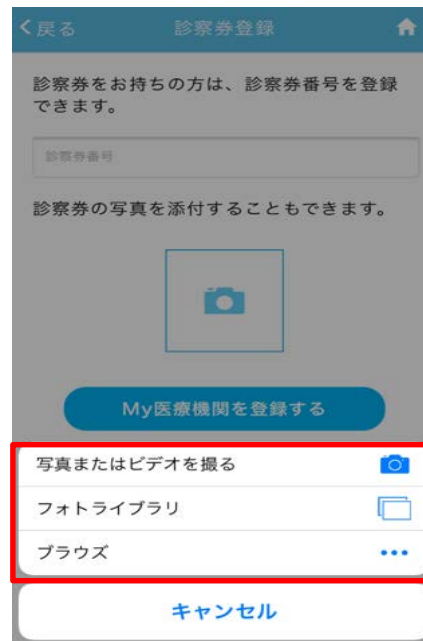 戻る 診察券登録
診察券をお持ちの方は、診察券番号を登録
できます。
診察券番号
診察券の写真を添付することもできます。
My医療機関を登録する
写真またはビデオを撮る
フォトライブラリ
ブラウズ
キャンセル